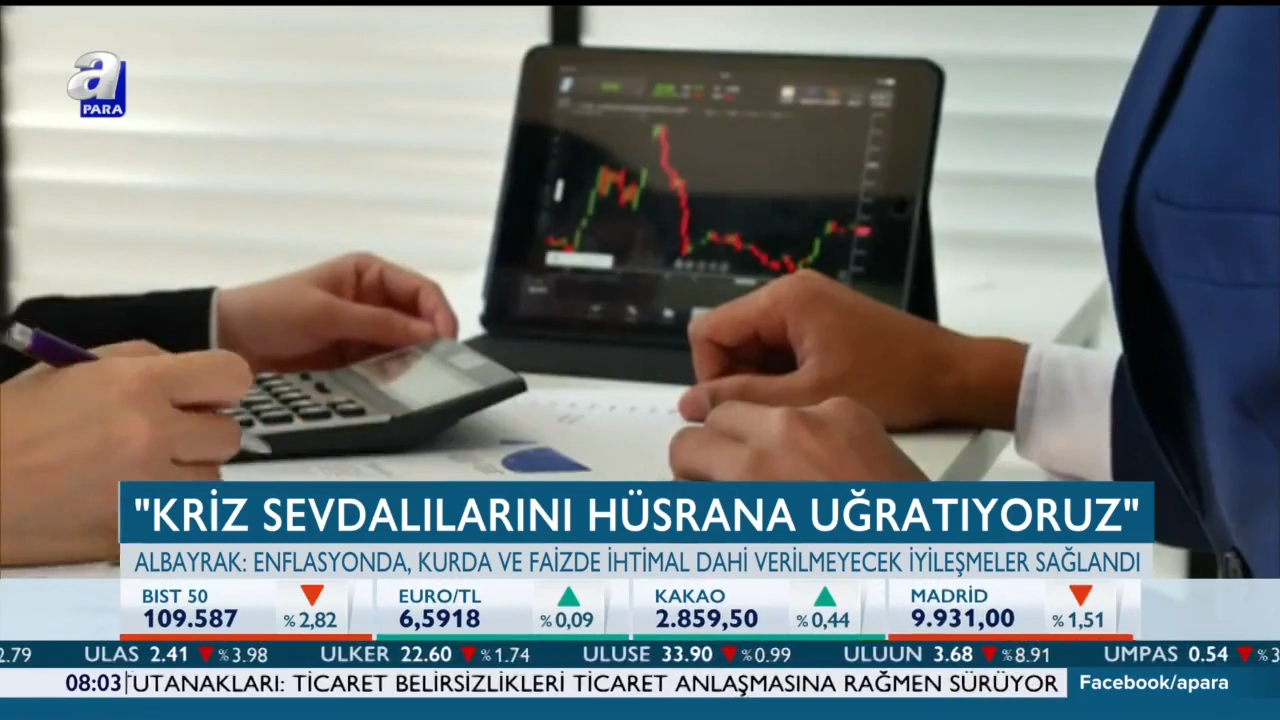 a
PARA
"KRİZ SEVDALILARINI HÜSRANA UĞRATIYORUZ"
ALBAYRAK: ENFLASYONDA, KURDA VE FAİZDE İHTİMAL DAHİ VERİLMEYECEK İYİLEŞMELER SAĞLANDI
BIST 50 EURO/TL KAKAO MADRİD
109.587 % 2,82 6,5918 % 0,09 2.859,50 % 0,44 9.931,00 % 1,51
2.79 ULAS 2.41 % 3.98 ULKER 22.60 % 1.74 ULUSE 33.90 % 0.99 ULUUN 3.68 % 8.91 UMPAS 0.54 % 3
08:03 UTANAKLARI: TİCARET BELİRSİZLİKLERİ TİCARET ANLAŞMASINA RAĞMEN SÜRÜYOR Facebook/apara